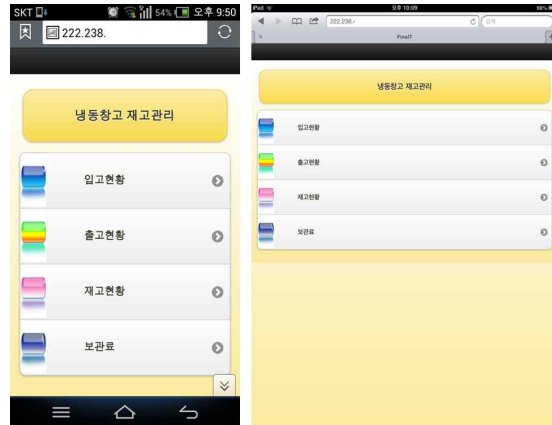 SKT 54% 오후 9:50
222.238.
냉동창고 재고관리
입고현황
출고현황
재고현황
보관료
iPad 오후 10:09 98%
222.238.
검색
FineIT
냉동창고 재고관리
입고현황
출고현황
재고현황
보관료